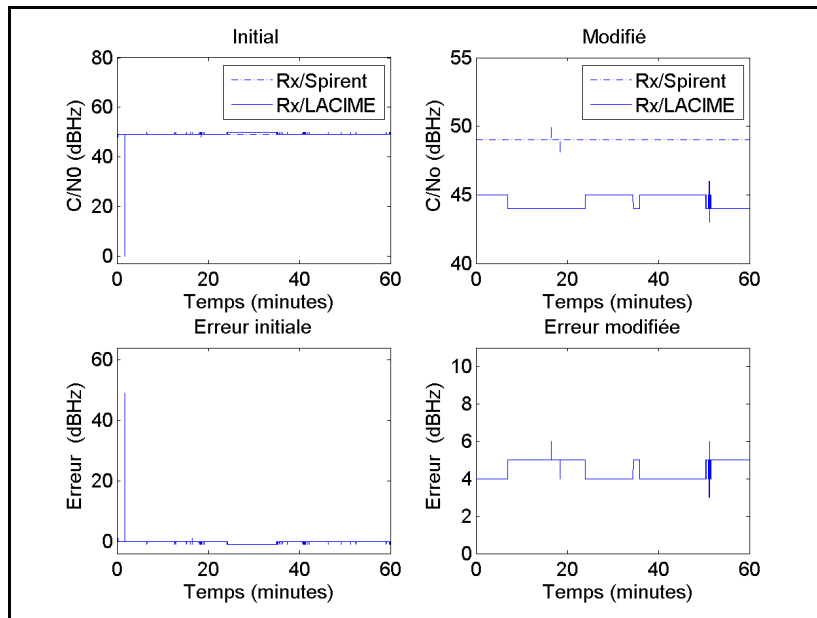 Initial
80
60
40
20
0
C/N0 (dBHz)
Rx/Spirent
Rx/LACIME
0
20
40
60
Temps (minutes)
Modifié
55
50
45
40
C/No (dBHz)
Rx/Spirent
Rx/LACIME
0
20
40
60
Temps (minutes)
Erreur initiale
60
40
20
0
Erreur (dBHz)
0
20
40
60
Temps (minutes)
Erreur modifiée
10
8
6
4
2
0
Erreur (dBHz)
0
20
40
60
Temps (minutes)